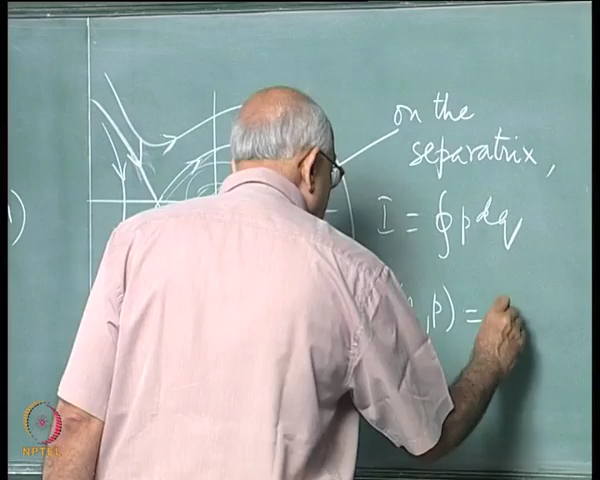 on the
separatrix,
I = ∮ p dq
, p) =
)
NPTEL